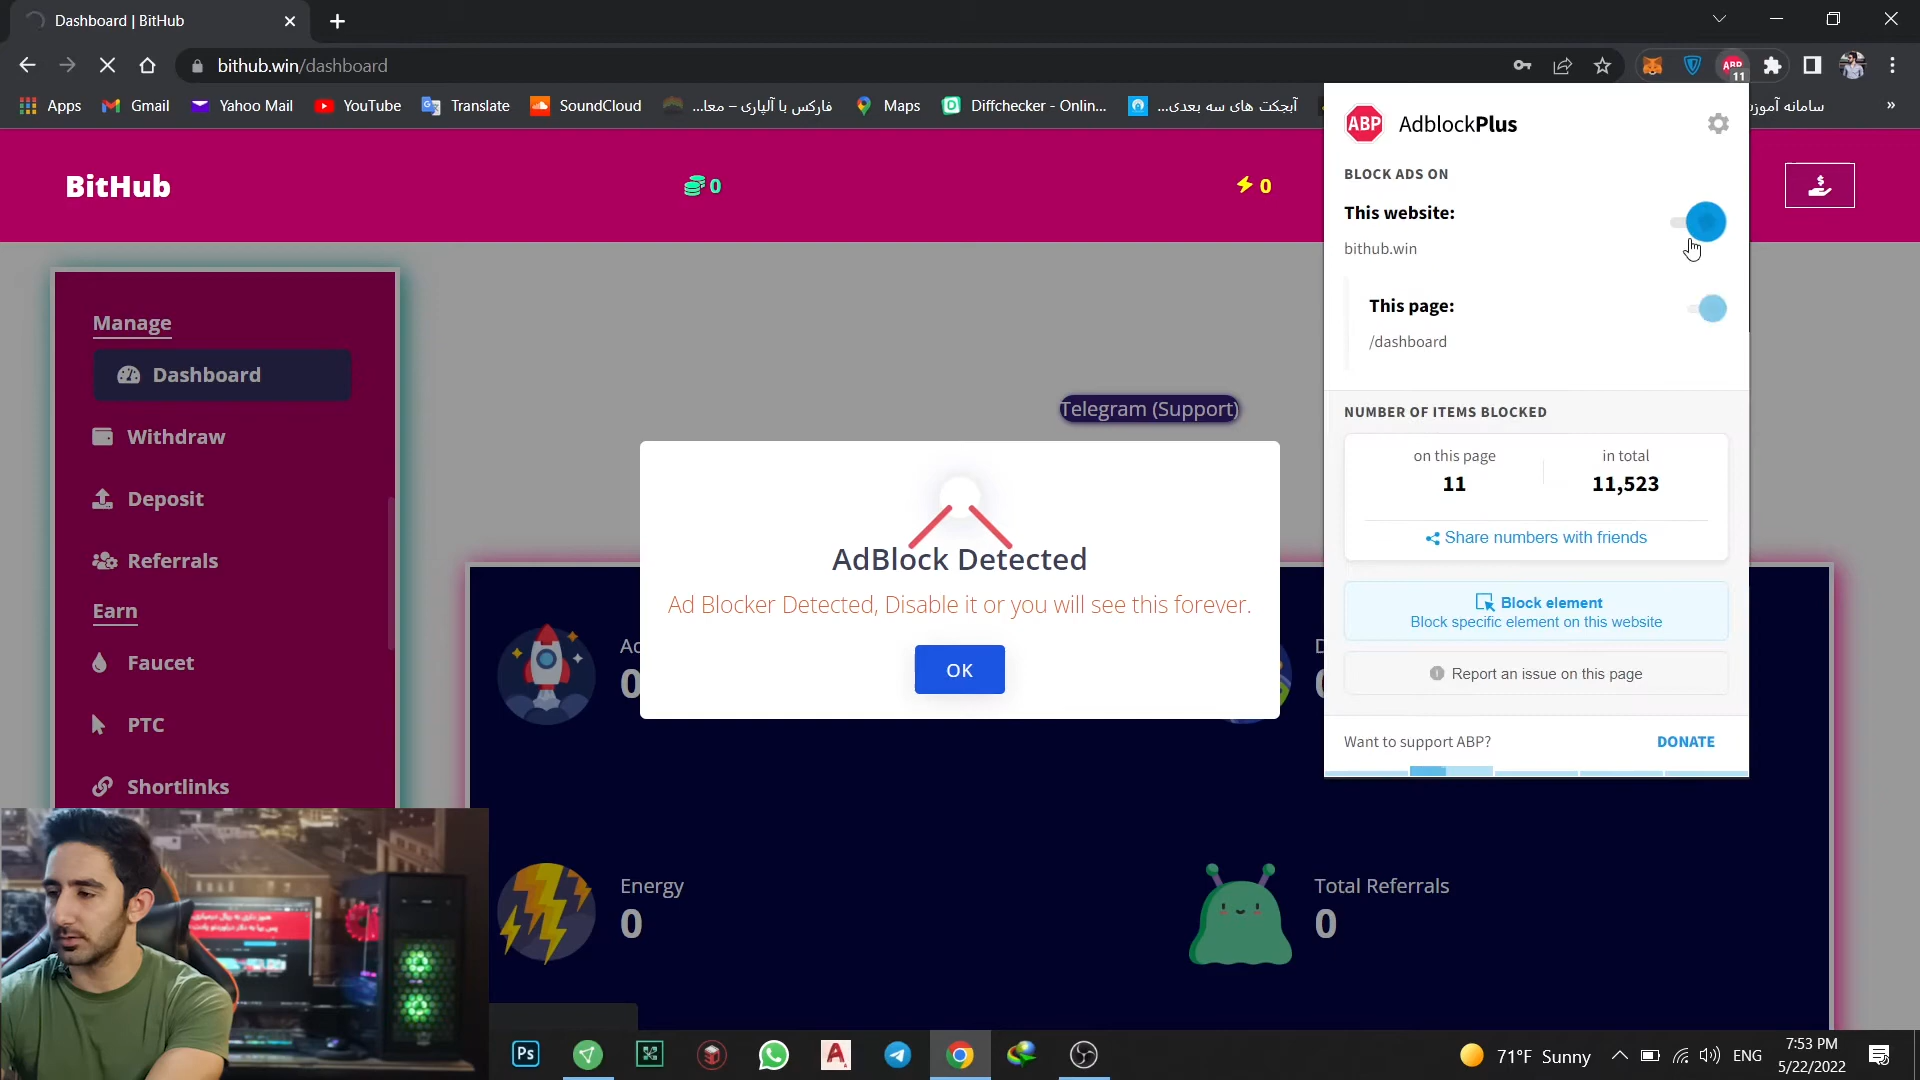 Dashboard | BitHub
bithub.win/dashboard
ABP
11
Apps
Gmail
Yahoo Mail
YouTube
Translate
SoundCloud
فارکس با آلپاری – معا...
Maps
Diffchecker - Onlin...
آبجکت های سه بعدی...
»
BitHub
0
0
ABP AdblockPlus
BLOCK ADS ON
This website:
bithub.win
This page:
/dashboard
NUMBER OF ITEMS BLOCKED
on this page
11
in total
11,523
Share numbers with friends
Block element
Block specific element on this website
Report an issue on this page
Want to support ABP?
DONATE
Manage
Dashboard
Withdraw
Deposit
Referrals
Earn
Faucet
PTC
Shortlinks
Telegram (Support)
AdBlock Detected
Ad Blocker Detected, Disable it or you will see this forever.
OK
Energy
0
Total Referrals
0
Ps
71°F Sunny
ENG
7:53 PM
5/22/2022